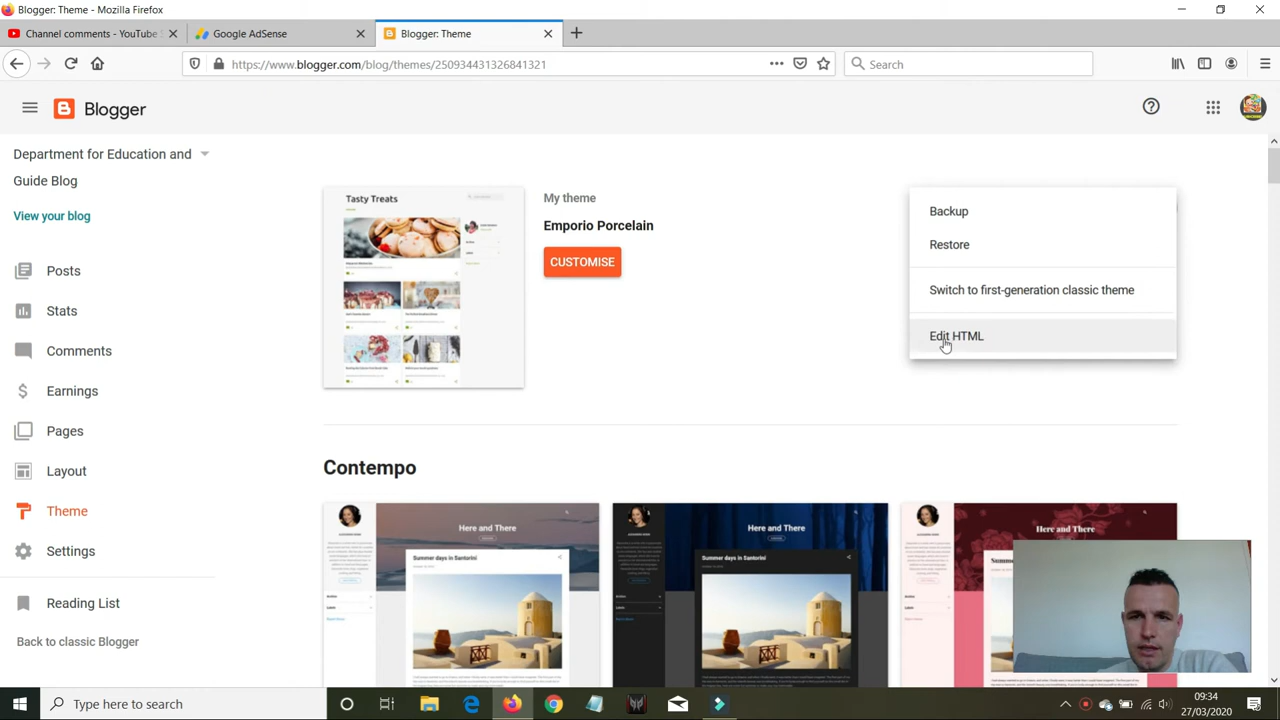 Blogger: Theme - Mozilla Firefox
Channel comments - YouTube
Google AdSense
Blogger: Theme
https://www.blogger.com/blog/themes/250934431326841321
Search
Blogger
Department for Education and
Guide Blog
View your blog
Posts
Stats
Comments
Earnings
Pages
Layout
Theme
Settings
Reading List
Back to classic Blogger
Tasty Treats
My theme
Emporio Porcelain
CUSTOMISE
Backup
Restore
Switch to first-generation classic theme
Edit HTML
Contempo
Here and There
Summer days in Santorini
Here and There
Summer days in Santorini
Here and There
Type here to search
09:34
27/03/2020